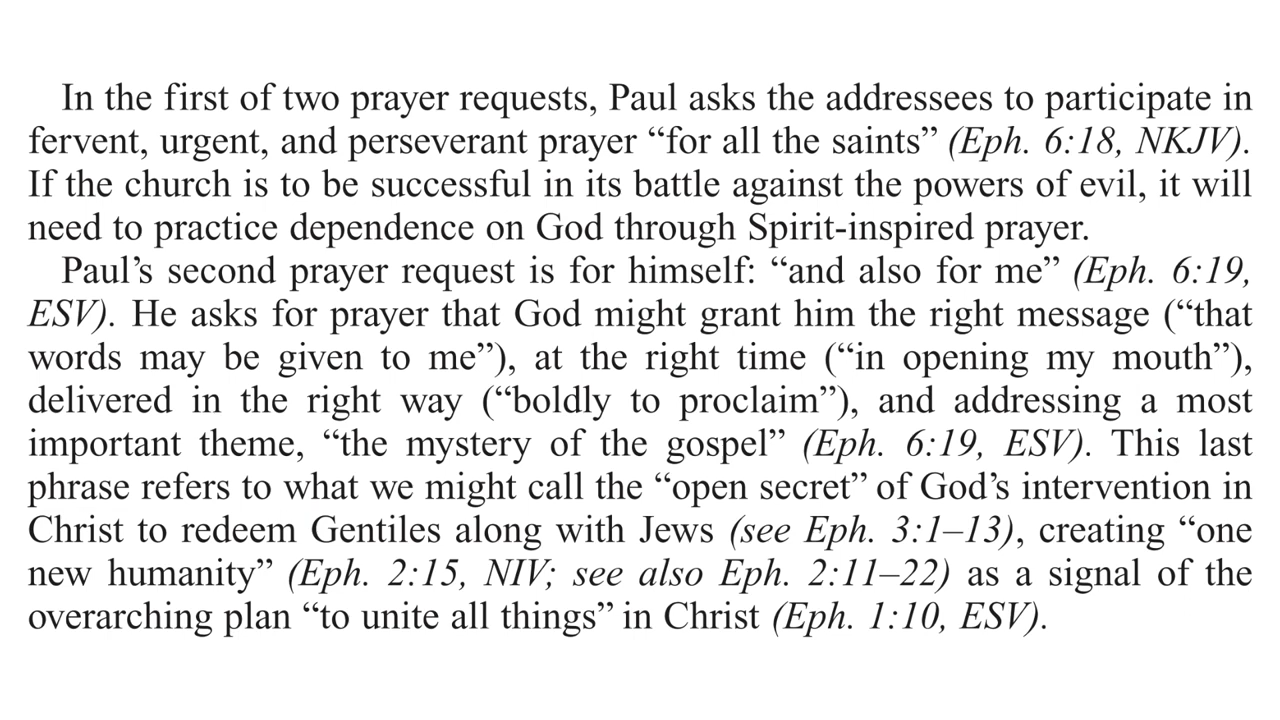 In the first of two prayer requests, Paul asks the addressees to participate in
fervent, urgent, and perseverant prayer “for all the saints” (Eph. 6:18, NKJV).
If the church is to be successful in its battle against the powers of evil, it will
need to practice dependence on God through Spirit-inspired prayer.
Paul’s second prayer request is for himself: “and also for me” (Eph. 6:19,
ESV). He asks for prayer that God might grant him the right message (“that
words may be given to me”), at the right time (“in opening my mouth”),
delivered in the right way (“boldly to proclaim”), and addressing a most
important theme, “the mystery of the gospel” (Eph. 6:19, ESV). This last
phrase refers to what we might call the “open secret” of God’s intervention in
Christ to redeem Gentiles along with Jews (see Eph. 3:1–13), creating “one
new humanity” (Eph. 2:15, NIV; see also Eph. 2:11–22) as a signal of the
overarching plan “to unite all things” in Christ (Eph. 1:10, ESV).